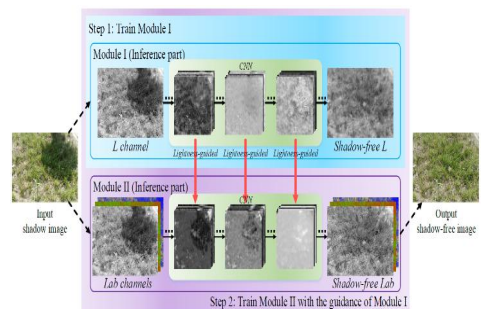 Step 1: Train Module I
Module I (Inference part)
CNN
L channel
Lightness-guided
Lightness-guided
Lightness-guided
Shadow-free L
Input
shadow image
Output
shadow-free image
Module II (Inference part)
CNN
Lab channels
Shadow-free Lab
Step 2: Train Module II with the guidance of Module I